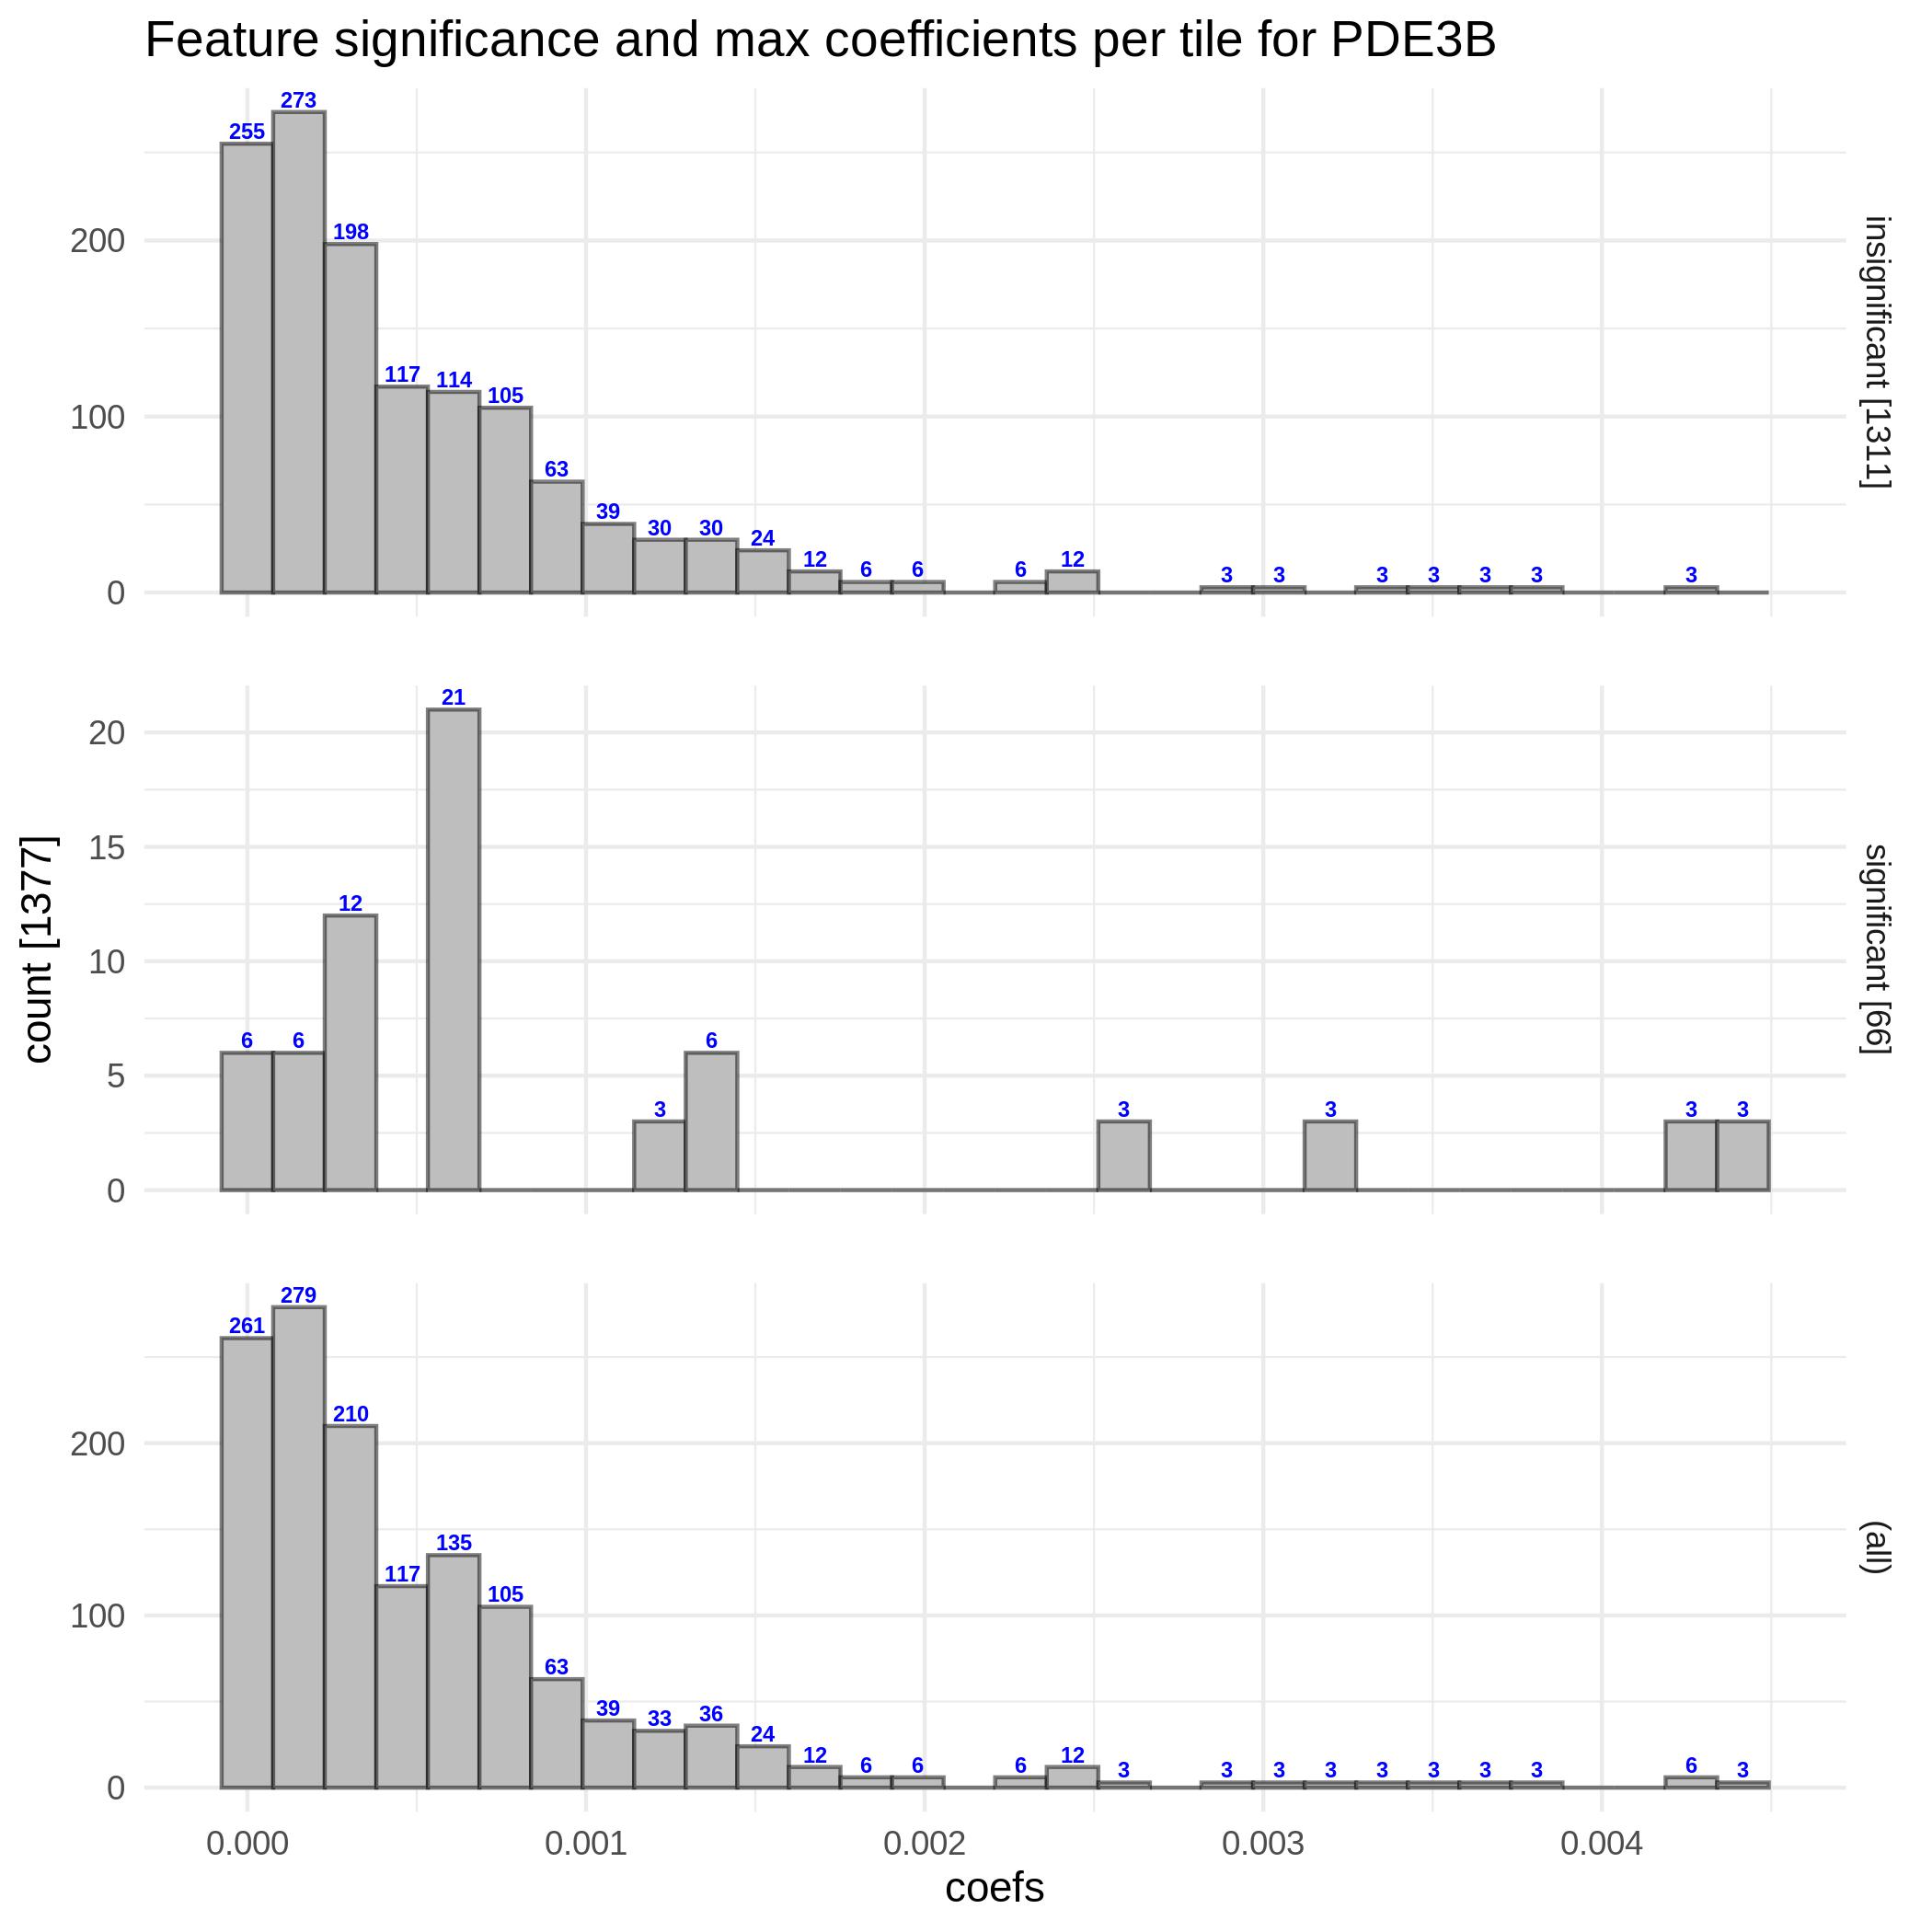 Feature significance and max coefficients per tile for PDE3B
255 273 198 117 114 105 63 39 30 30 24 12 6 6 6 12 3 3 3 3 3 3 3
200
100
0
insignificant [1311]
6 6 12 21 3 6 3 3 3 3
20
15
10
5
0
significant [66]
count [1377]
261 279 210 117 135 105 63 39 33 36 24 12 6 6 6 12 3 3 3 3 3 3 3 3 6 3
200
100
0
(all)
0.000 0.001 0.002 0.003 0.004
coefs